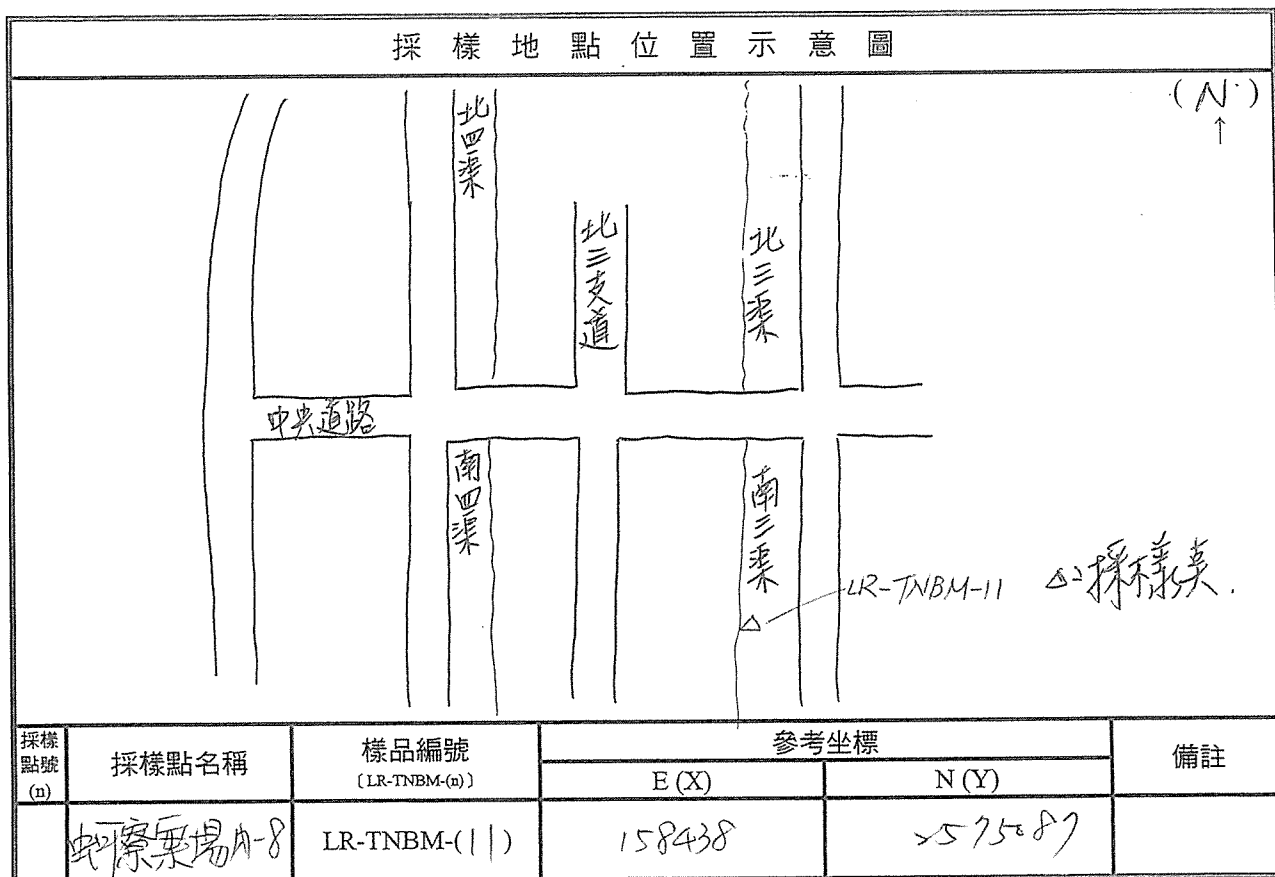 採樣地點位置示意圖
(N)
↑
北四渠
北三支道
北三渠
中央道路
南四渠
南三渠
LR-TNBM-11
△:採樣點.
採樣點號(n)
採樣點名稱
樣品編號
〔LR-TNBM-(n)〕
參考坐標
E (X)
N (Y)
備註
LR-TNBM-(11)
158438